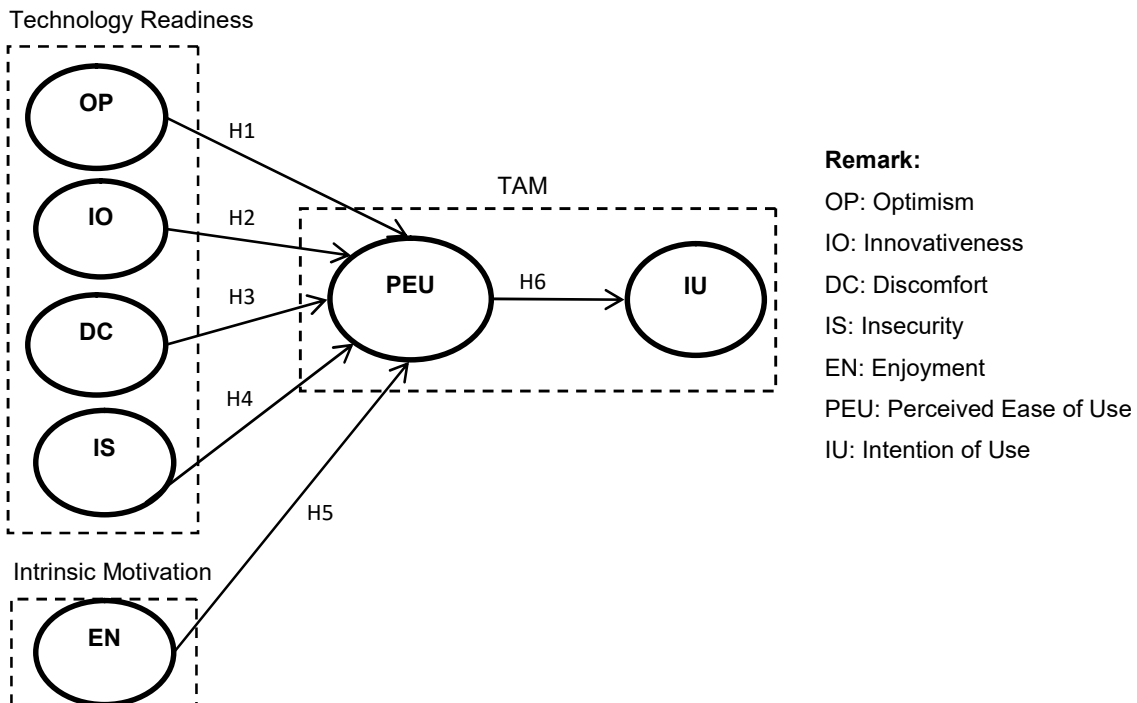 Technology Readiness
OP
H1
IO
H2
TAM
H3
PEU
H6
IU
DC
H4
IS
H5
Intrinsic Motivation
EN
Remark:
OP: Optimism
IO: Innovativeness
DC: Discomfort
IS: Insecurity
EN: Enjoyment
PEU: Perceived Ease of Use
IU: Intention of Use